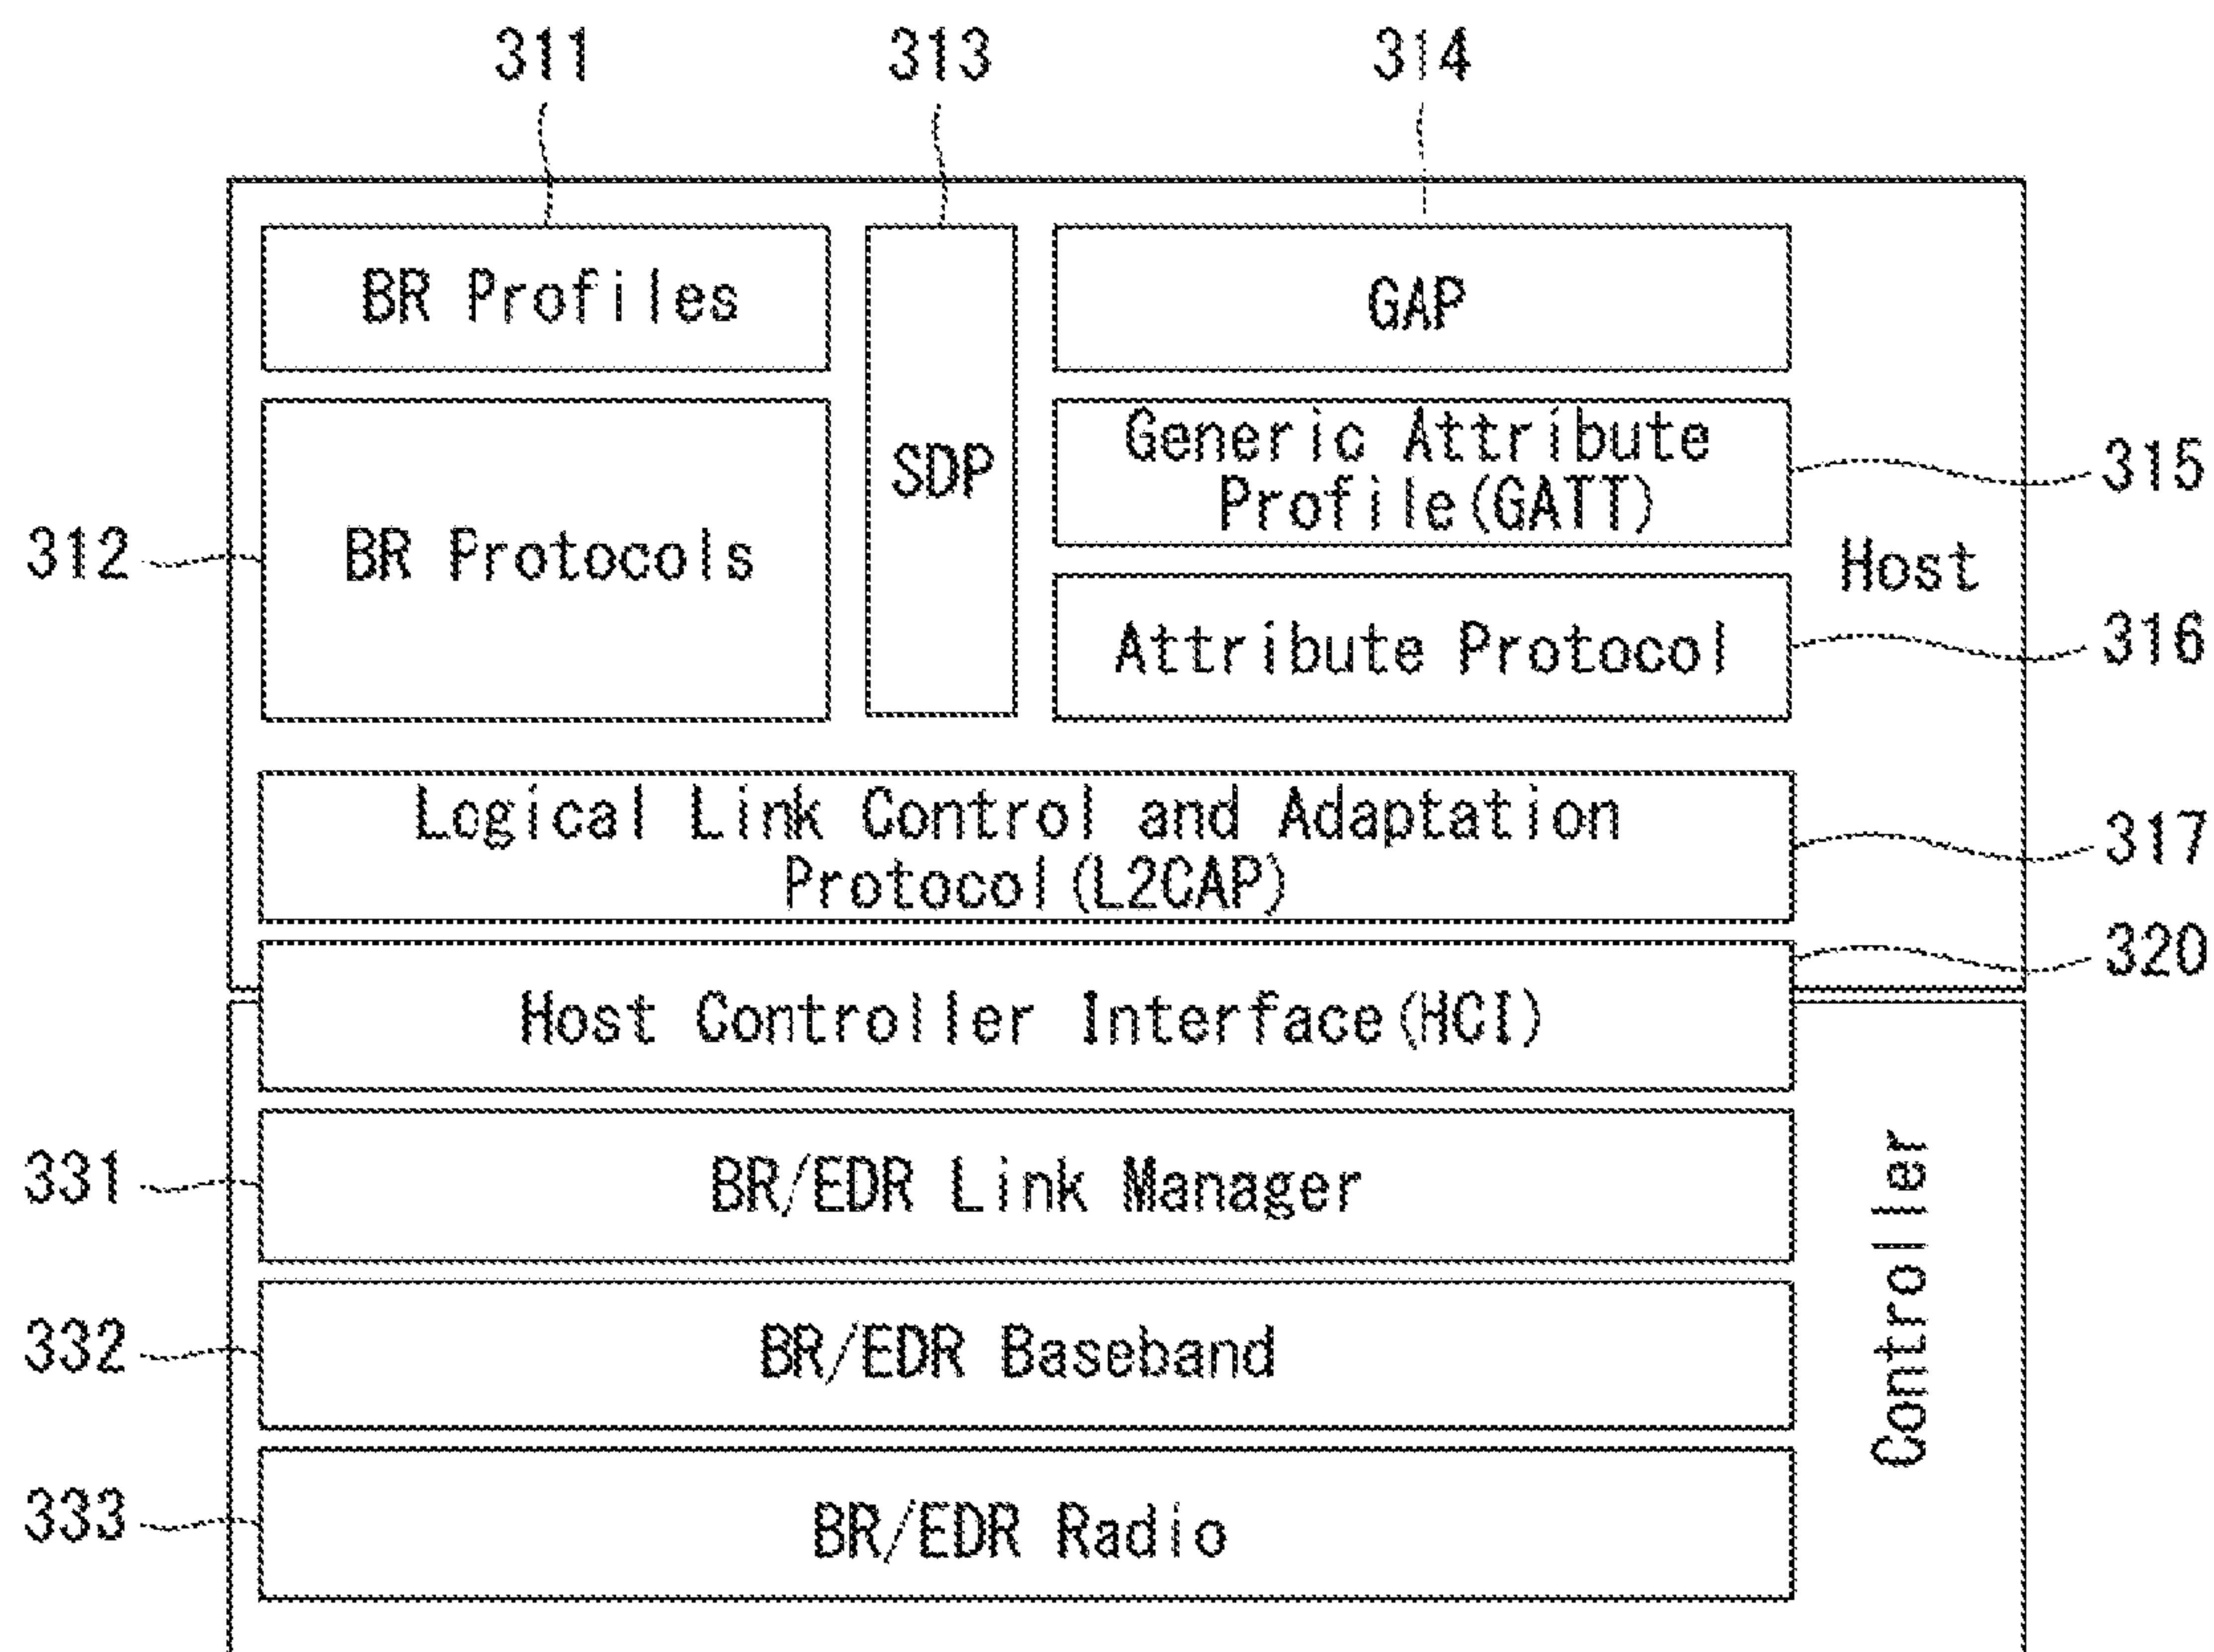 311
313
314
BR Profiles
GAP
SDP
Generic Attribute
Profile(GATT)
315
312
BR Protocols
Host
Attribute Protocol
316
Logical Link Control and Adaptation
Protocol(L2CAP)
317
320
Host Controller Interface(HCI)
331
BR/EDR Link Manager
Controller
332
BR/EDR Baseband
333
BR/EDR Radio